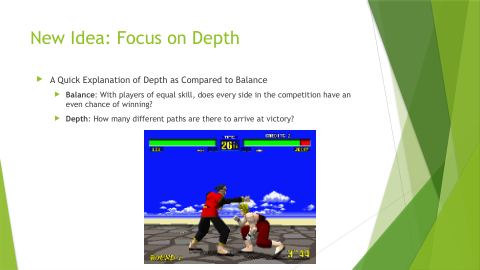 New Idea: Focus on Depth
A Quick Explanation of Depth as Compared to Balance
Balance: With players of equal skill, does every side in the competition have an
even chance of winning?
Depth: How many different paths are there to arrive at victory?
TIME
26
ROUND